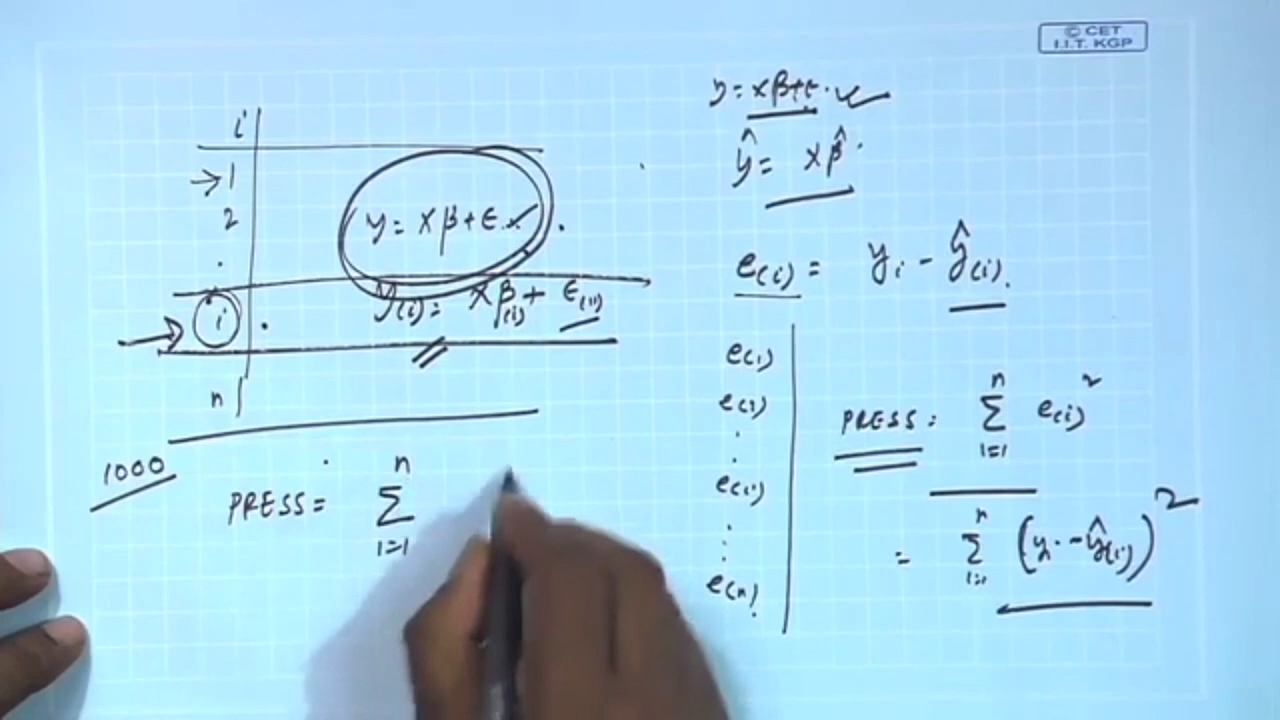 © CET
I.I.T. KGP
i
→ 1
2
.
i .
n
y = Xβ + ϵ .
y(i) = Xβ(i) + ϵ(i)
1000
PRESS = Σ i=1 n
y = Xβ + ϵ .
ŷ = Xβ̂ .
e(i) = yi - ŷ(i) .
e(1)
e(2)
.
.
e(i)
.
.
.
e(n)
PRESS = Σ i=1 n e(i)²
= Σ i=1 n (yi - ŷ(i))²